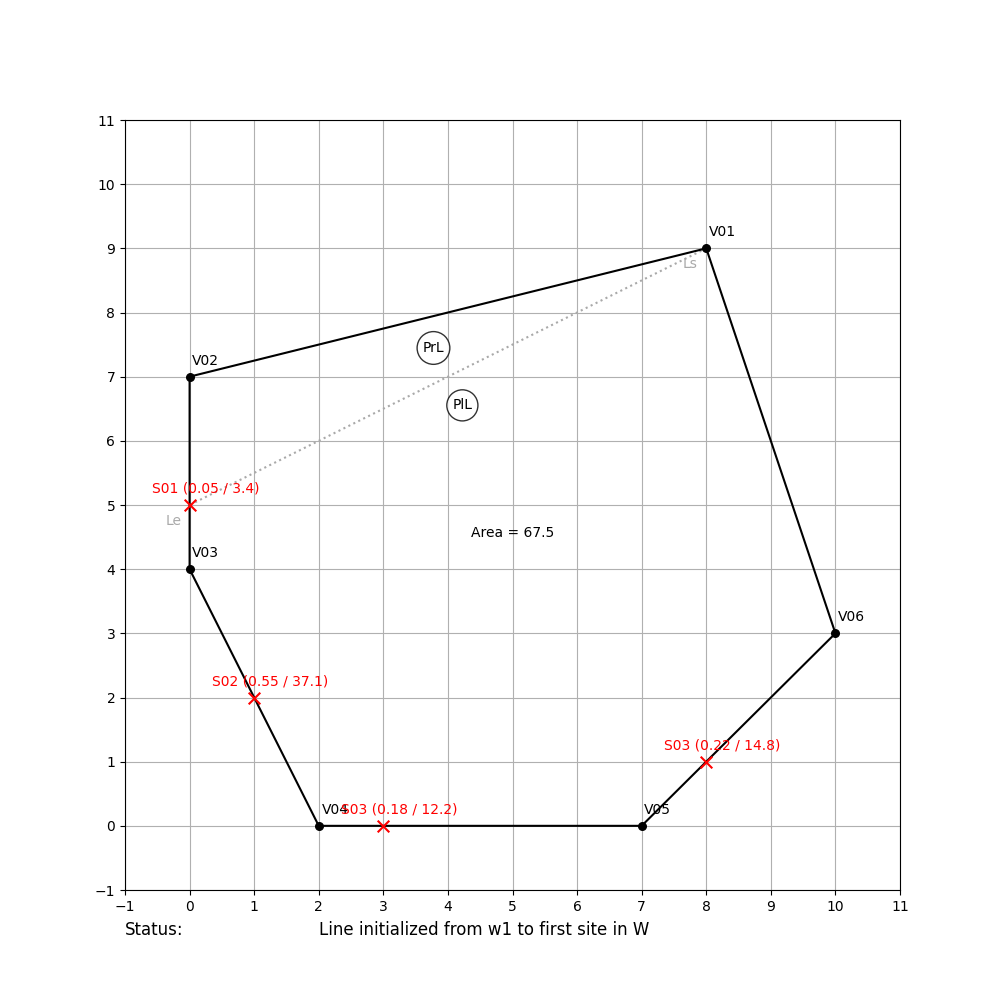 11
10
9
8
7
6
5
4
3
2
1
0
−1
V01
Ls
PrL
V02
PlL
S01 (0.05 / 3.4)
Le
Area = 67.5
V03
V06
S02 (0.55 / 37.1)
S03 (0.22 / 14.8)
V04
S03 (0.18 / 12.2)
V05
−1 0 1 2 3 4 5 6 7 8 9 10 11
Status: Line initialized from w1 to first site in W